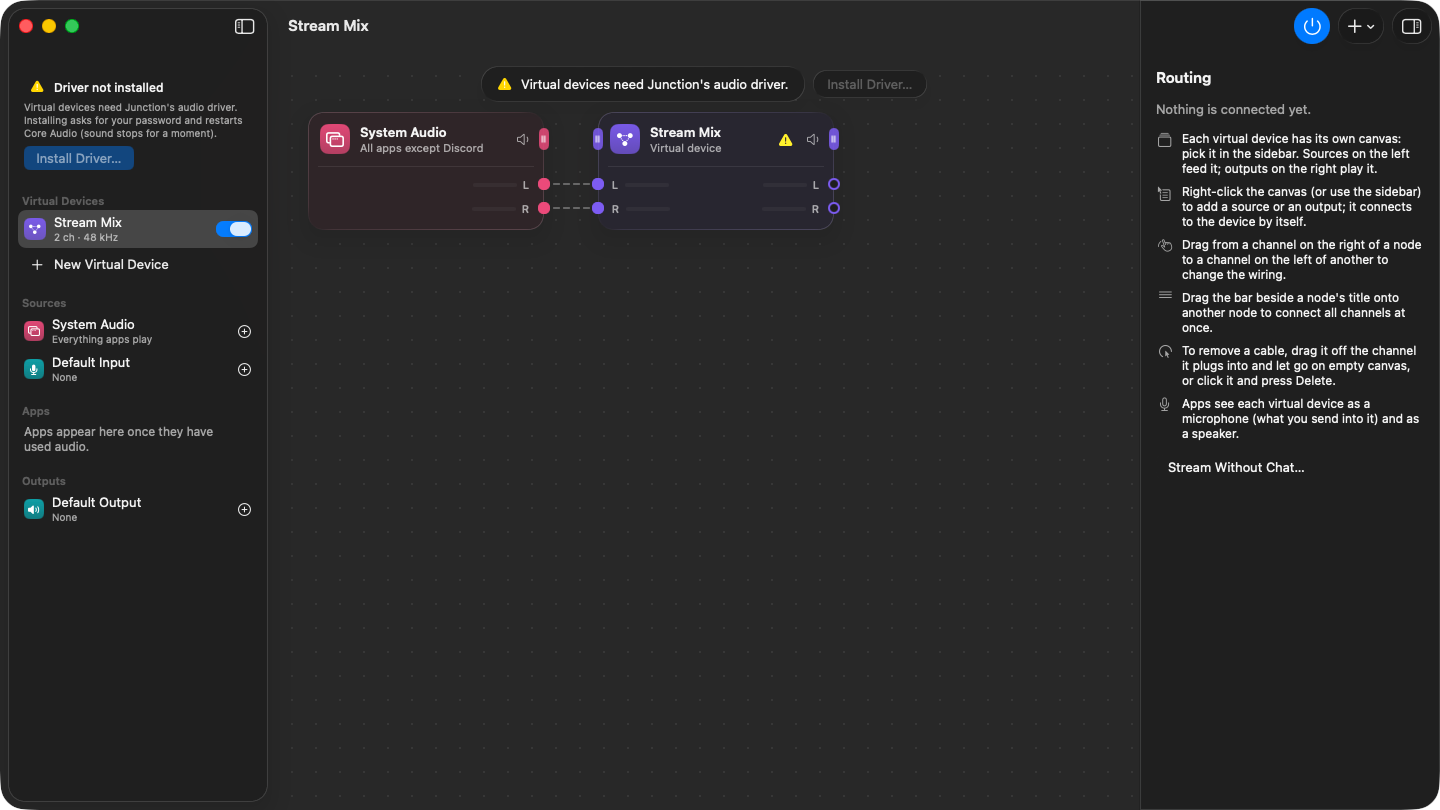 Stream Mix
Driver not installed
Virtual devices need Junction's audio driver.
Installing asks for your password and restarts
Core Audio (sound stops for a moment).
Install Driver...
Virtual Devices
Stream Mix
2 ch · 48 kHz
New Virtual Device
Sources
System Audio
Everything apps play
Default Input
None
Apps
Apps appear here once they have
used audio.
Outputs
Default Output
None
Virtual devices need Junction's audio driver.
Install Driver...
System Audio
All apps except Discord
L
R
Stream Mix
Virtual device
L
L
R
R
Routing
Nothing is connected yet.
Each virtual device has its own canvas:
pick it in the sidebar. Sources on the left
feed it; outputs on the right play it.
Right-click the canvas (or use the sidebar)
to add a source or an output; it connects
to the device by itself.
Drag from a channel on the right of a node
to a channel on the left of another to
change the wiring.
Drag the bar beside a node's title onto
another node to connect all channels at
once.
To remove a cable, drag it off the channel
it plugs into and let go on empty canvas,
or click it and press Delete.
Apps see each virtual device as a
microphone (what you send into it) and as
a speaker.
Stream Without Chat...